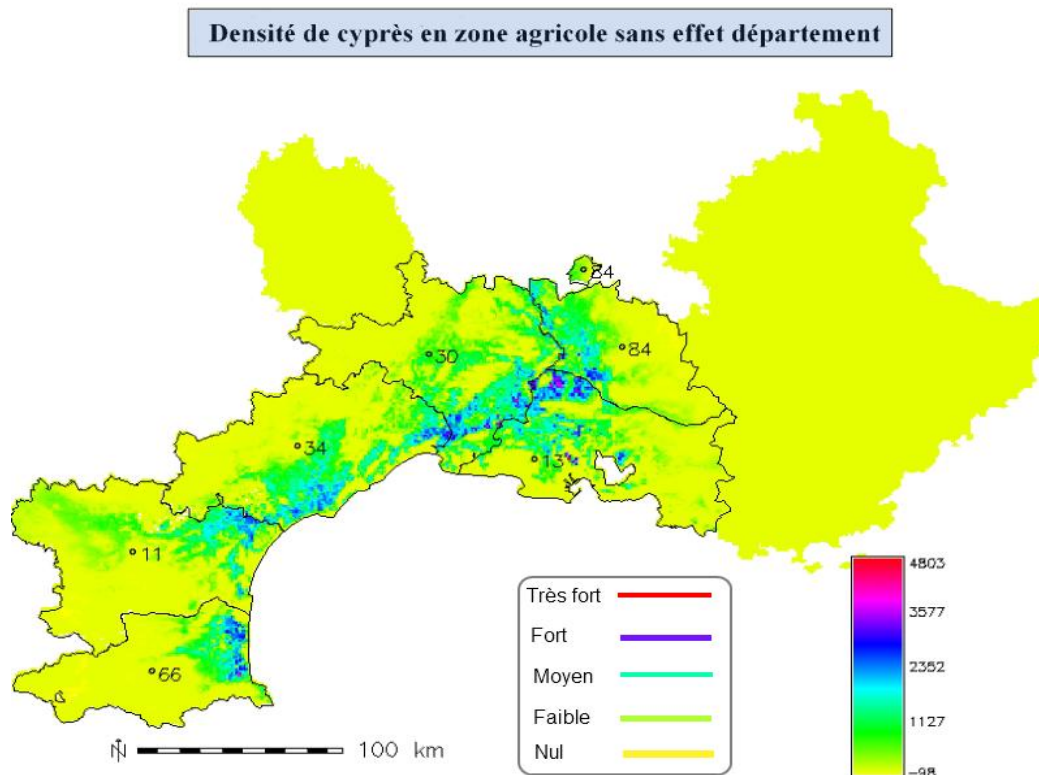 Densité de cyprès en zone agricole sans effet département
84
84
30
34
13
11
66
Très fort
Fort
Moyen
Faible
Nul
4803
3577
2352
1127
-98
N
100 km